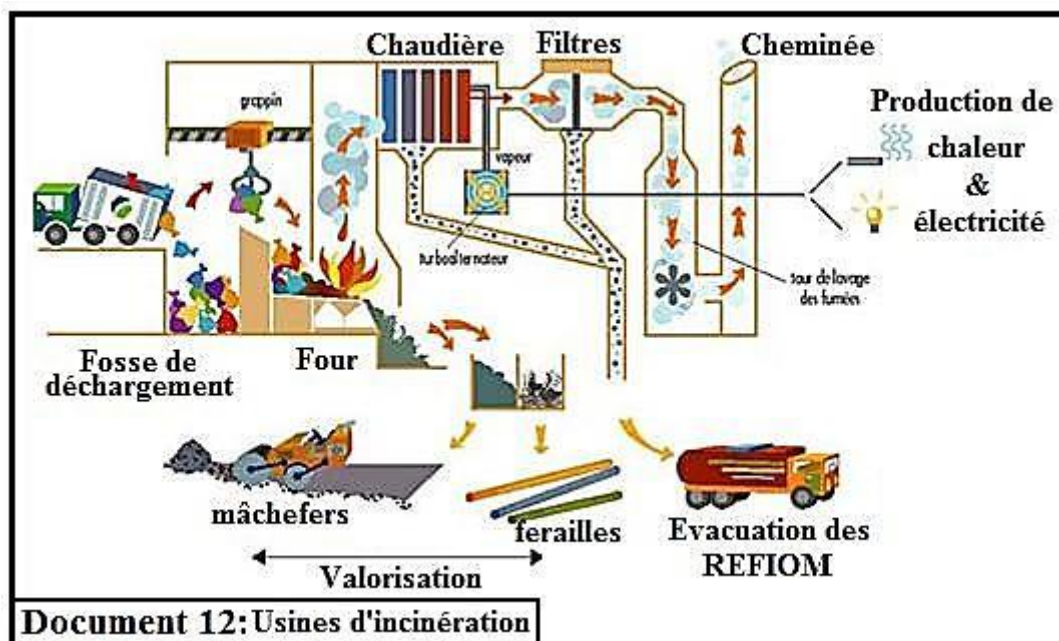 Chaudière
Filtres
Cheminée
grappin
Production de
chaleur
&
électricité
vapeur
turboalternateur
tour de lavage
des fumées
Fosse de
déchargement
Four
mâchefers
ferailles
Evacuation des
REFIOM
Valorisation
Document 12: Usines d'incinération